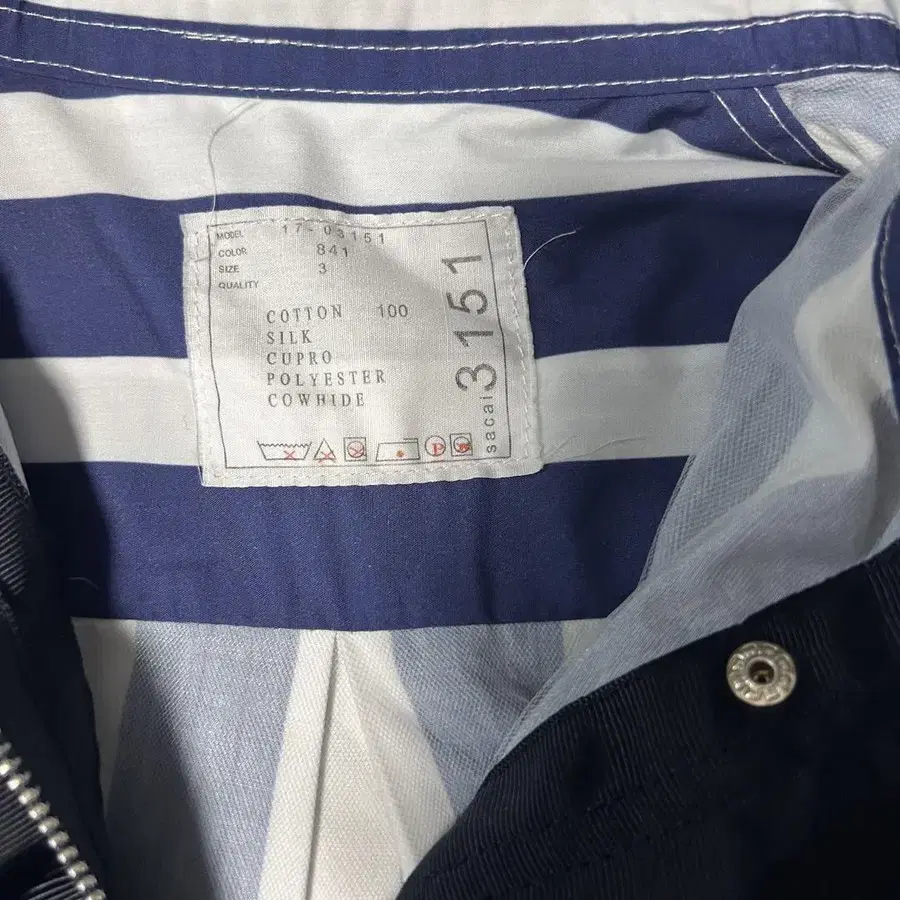 MODEL 17-03151
COLOR 841
SIZE 3
QUALITY
COTTON 100
SILK
CUPRO
POLYESTER
COWHIDE
P
sacai 3151